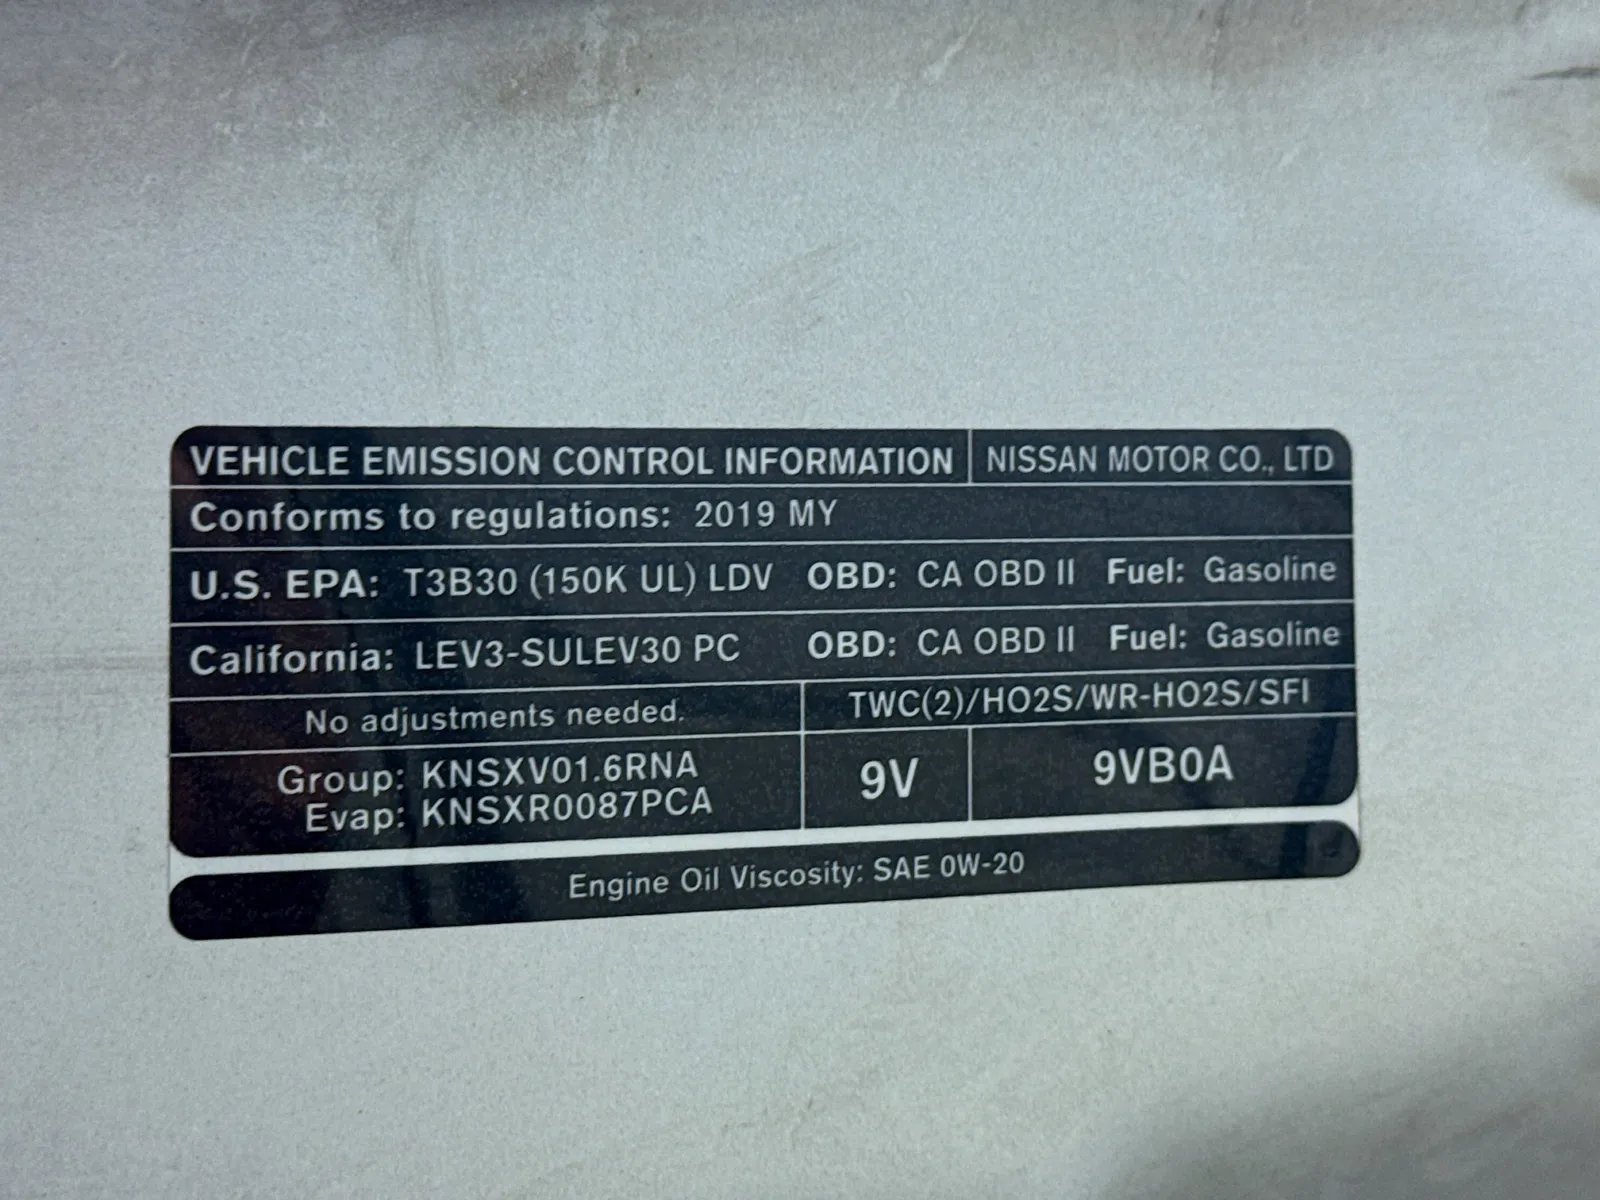 VEHICLE EMISSION CONTROL INFORMATION NISSAN MOTOR CO., LTD
Conforms to regulations: 2019 MY
U.S. EPA: T3B30 (150K UL) LDV OBD: CA OBD II Fuel: Gasoline
California: LEV3-SULEV30 PC OBD: CA OBD II Fuel: Gasoline
No adjustments needed. TWC(2)/HO2S/WR-HO2S/SFI
Group: KNSXV01.6RNA 9V 9VB0A
Evap: KNSXR0087PCA
Engine Oil Viscosity: SAE 0W-20